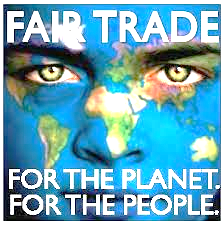 FAIR TRADE
FOR THE PLANET.
FOR THE PEOPLE.